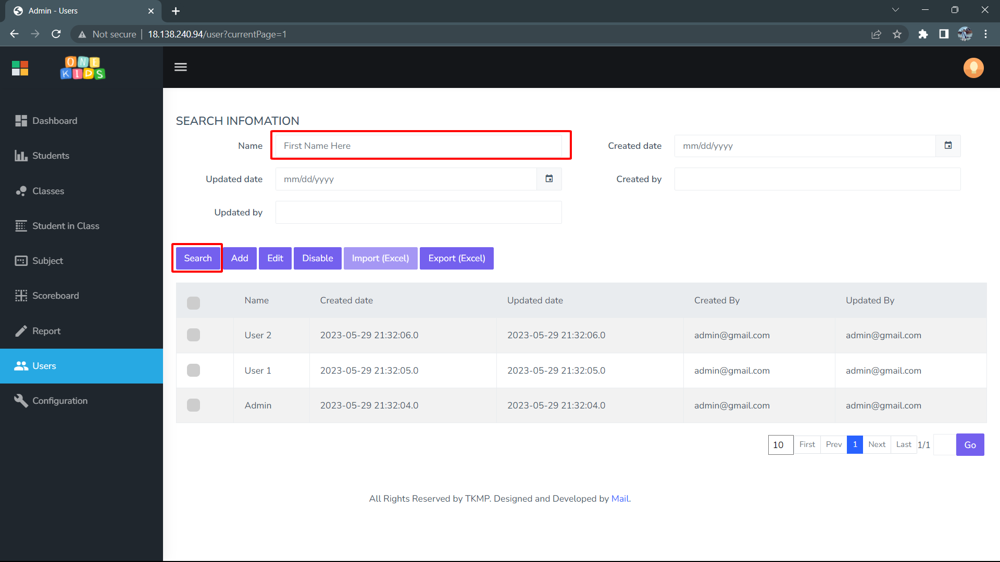 Admin - Users
Not secure | 18.138.240.94/user?currentPage=1
ONE
KIDS
Dashboard
Students
Classes
Student in Class
Subject
Scoreboard
Report
Users
Configuration
SEARCH INFOMATION
Name First Name Here Created date mm/dd/yyyy
Updated date mm/dd/yyyy Created by
Updated by
Search Add Edit Disable Import (Excel) Export (Excel)
Name Created date Updated date Created By Updated By
User 2 2023-05-29 21:32:06.0 2023-05-29 21:32:06.0 admin@gmail.com admin@gmail.com
User 1 2023-05-29 21:32:05.0 2023-05-29 21:32:05.0 admin@gmail.com admin@gmail.com
Admin 2023-05-29 21:32:04.0 2023-05-29 21:32:04.0 admin@gmail.com admin@gmail.com
10 First Prev 1 Next Last 1/1 Go
All Rights Reserved by TKMP. Designed and Developed by Mail.